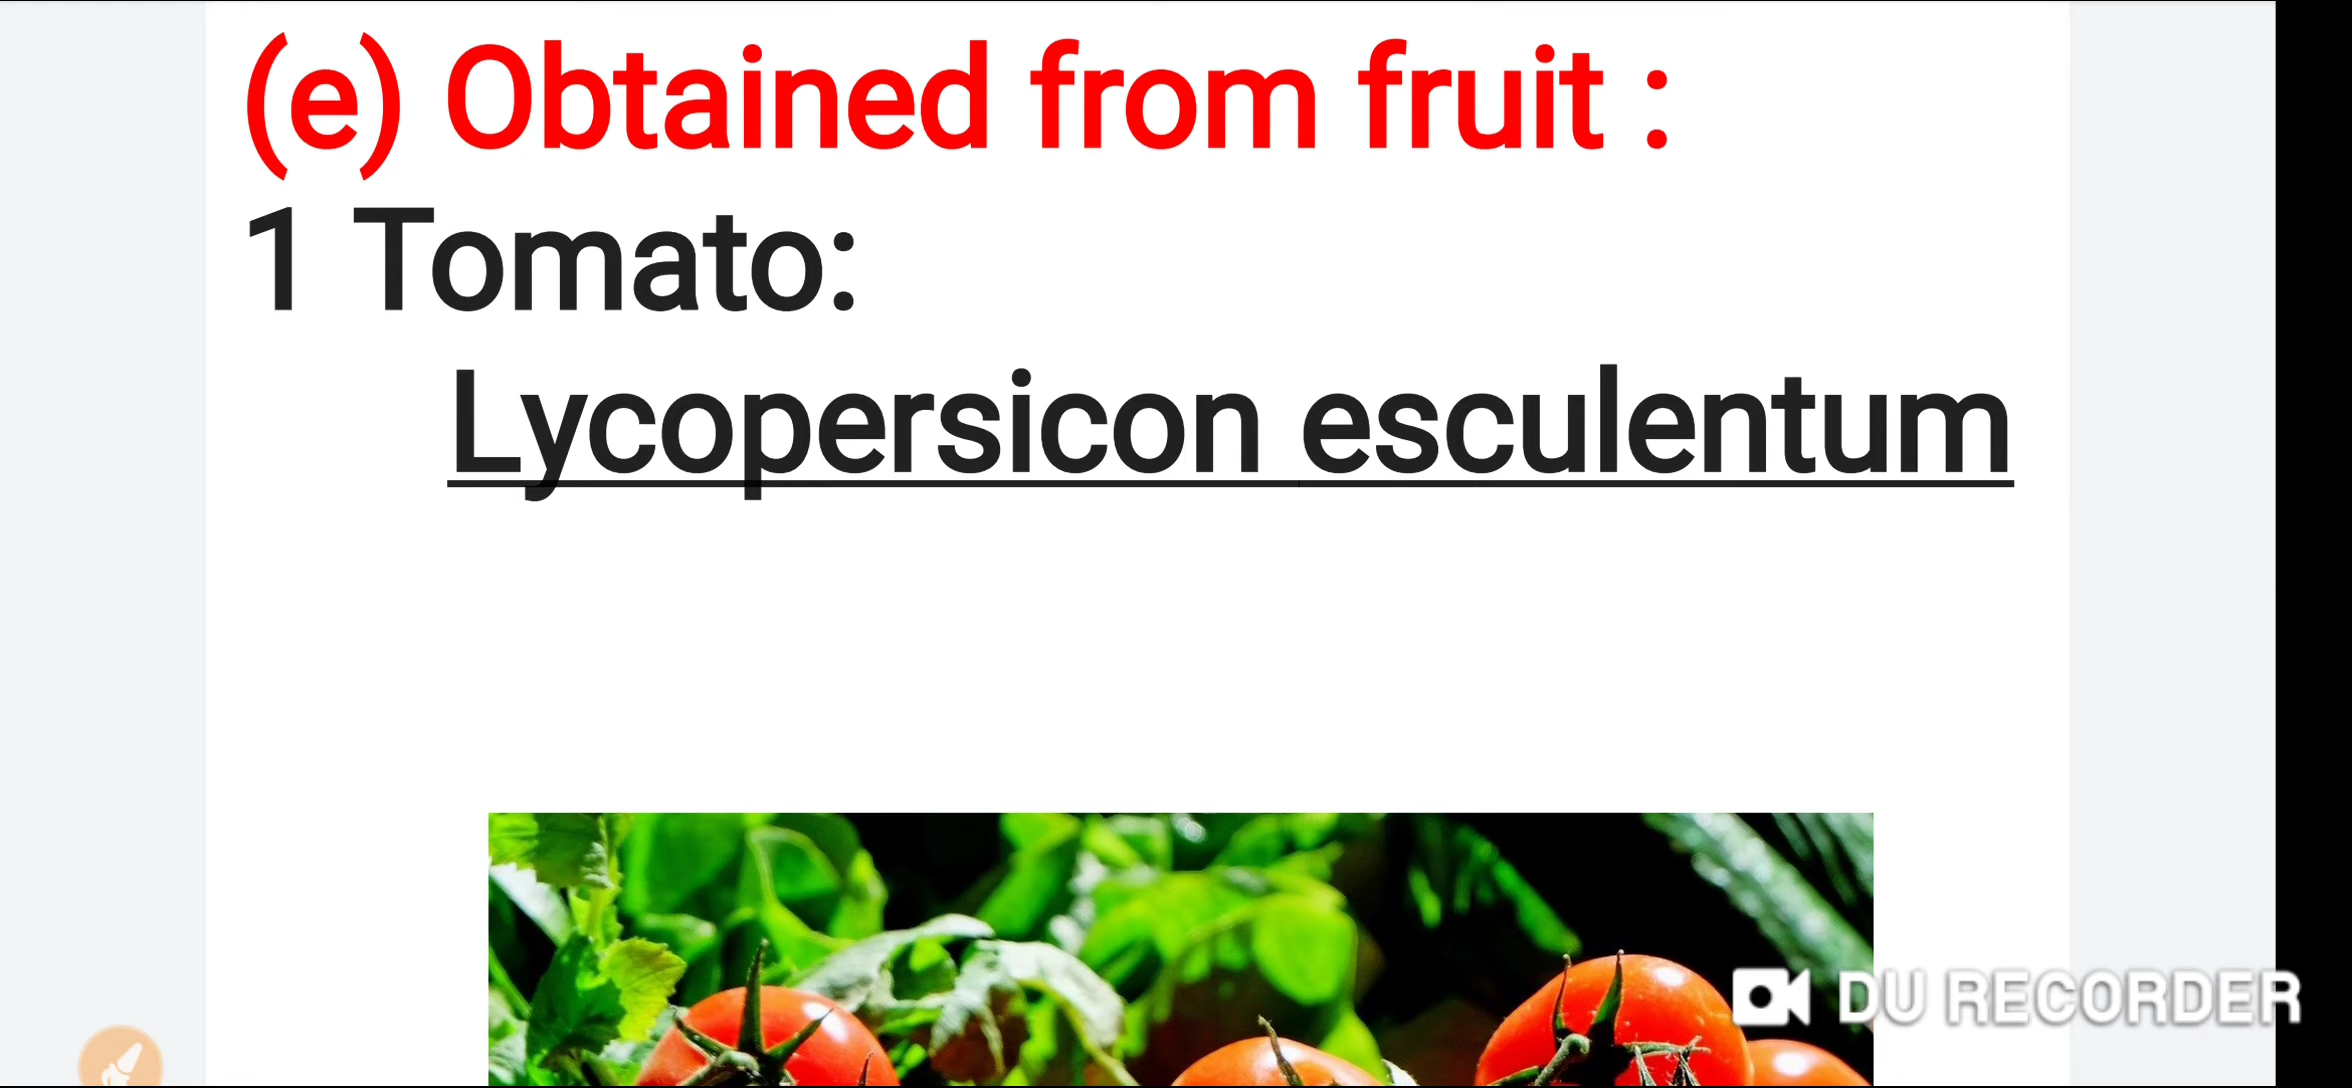 (e) Obtained from fruit :
1 Tomato:
Lycopersicon esculentum
DU RECORDER